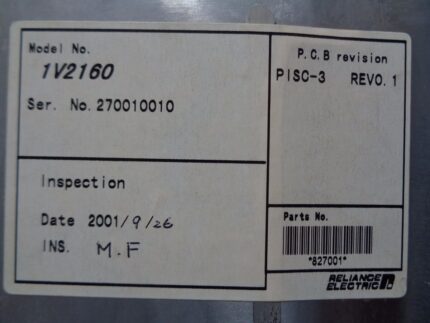 Model No.
1V2160
Ser. No. 270010010
Inspection
Date 2001/9/26
INS. M.F
P.C.B revision
PISC-3 REV0.1
Parts No.
*827001*
RELIANCE
ELECTRIC